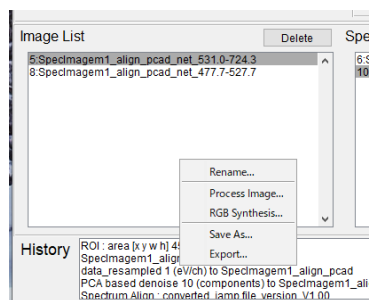 Image List
Delete
Spe
5:SpecImagem1_align_pcad_net_531.0-724.3
8:SpecImagem1_align_pcad_net_477.7-527.7
6:S
10
Rename...
Process Image...
RGB Synthesis...
Save As...
Export...
History
ROI : area [x y w h] 45
SpecImagem1_align
data_resampled 1 (eV/ch) to SpecImagem1_align_pcad
PCA based denoise 10 (components) to SpecImagem1_ali
Spectrum Align : converted jamp file version V1.00